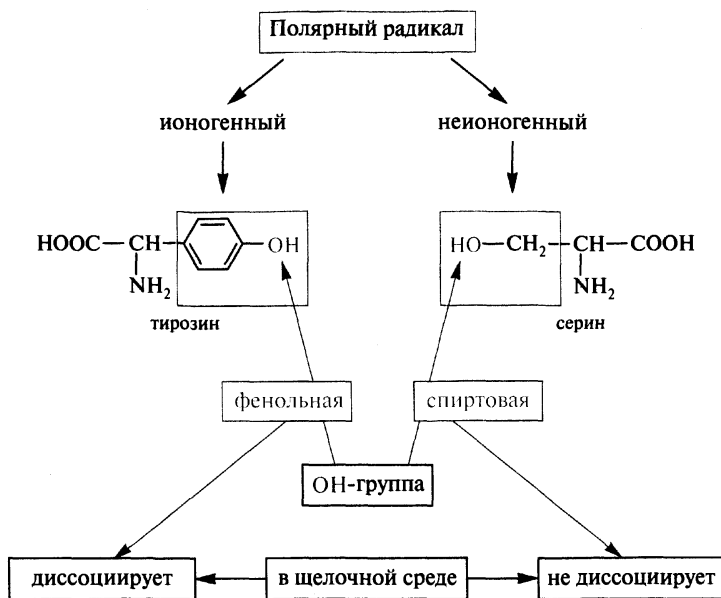 Полярный радикал
ионогенный
неионогенный
HOOC—CH—OH
NH₂
тирозин
HO—CH₂—CH—COOH
NH₂
серин
фенольная
спиртовая
OH-группа
диссоциирует
в щелочной среде
не диссоциирует